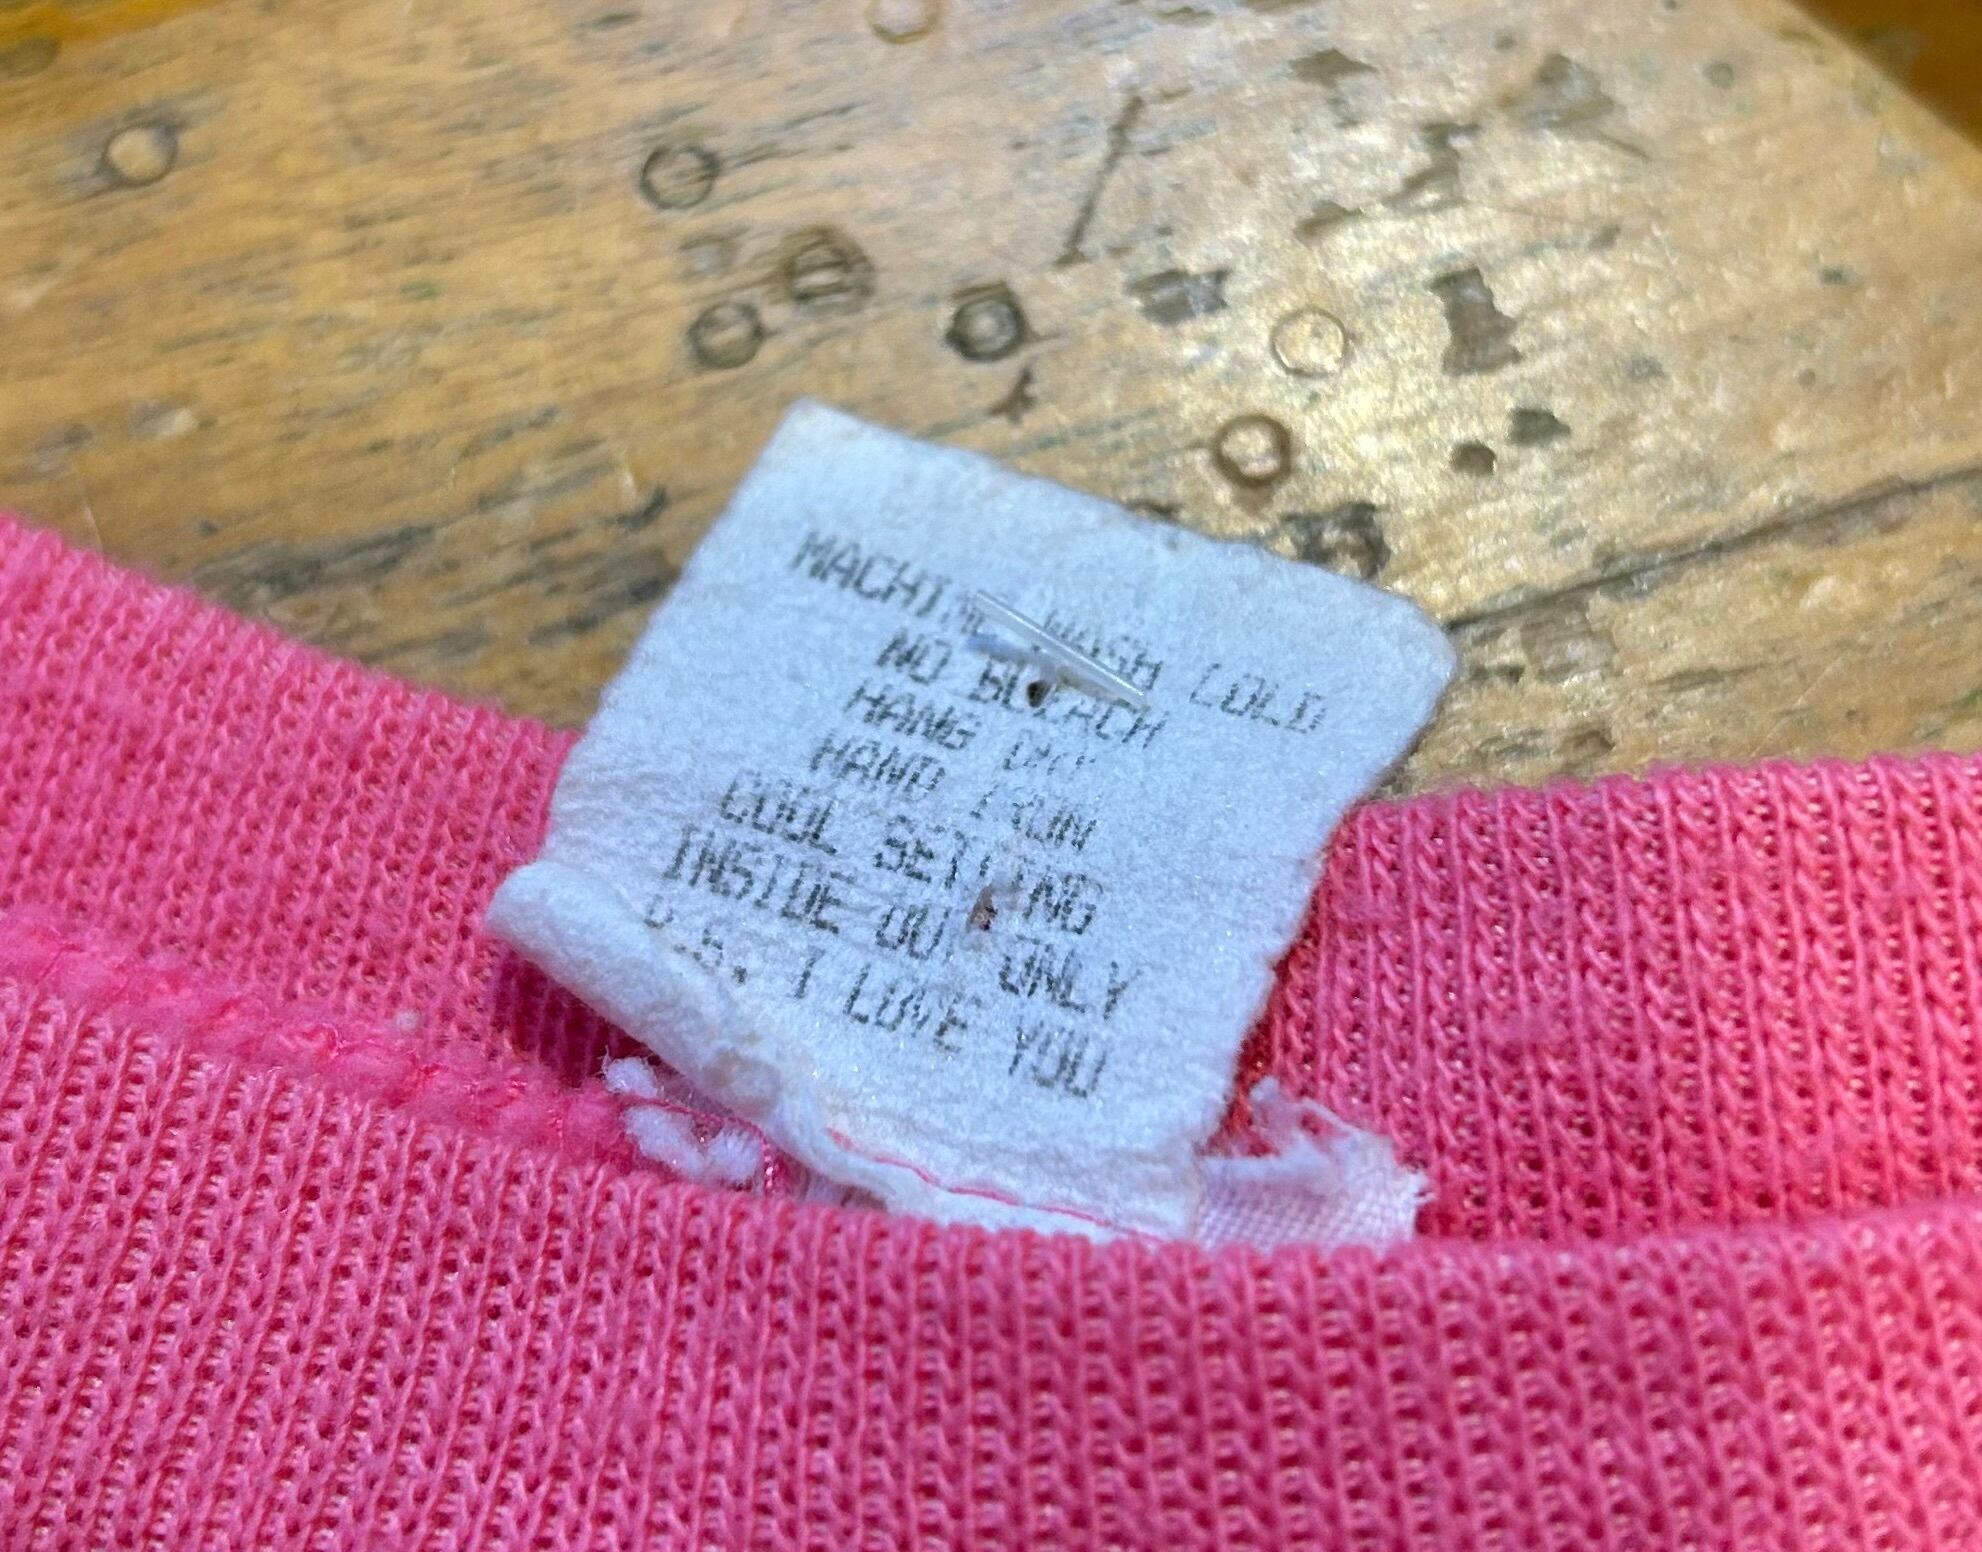 MACHINE WASH COLD
NO BLEACH
HANG DRY
HAND IRON
COOL SETTING
INSIDE OUT ONLY
P.S. I LOVE YOU